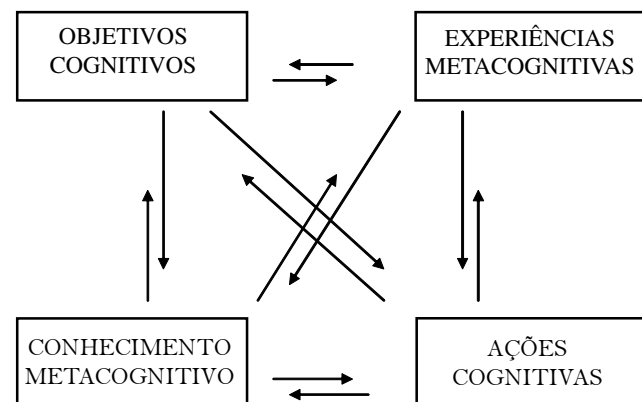 OBJETIVOS
COGNITIVOS
EXPERIÊNCIAS
METACOGNITIVAS
CONHECIMENTO
METACOGNITIVO
AÇÕES
COGNITIVAS